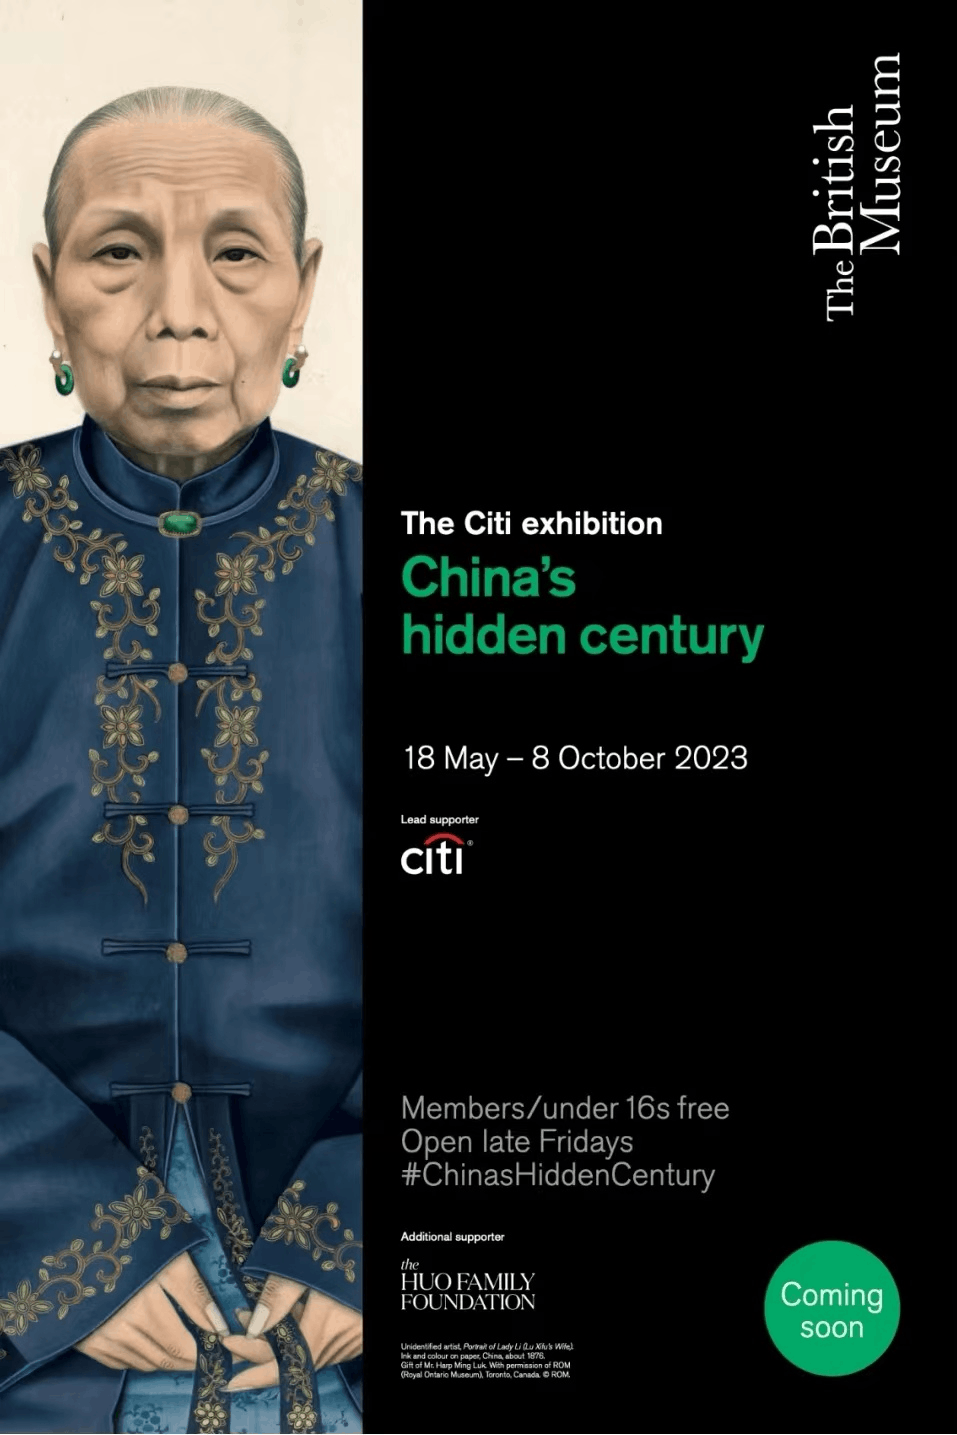 The British
Museum
The Citi exhibition
China's
hidden century
18 May – 8 October 2023
Lead supporter
citi®
Members/under 16s free
Open late Fridays
#ChinasHiddenCentury
Additional supporter
the
HUO FAMILY
FOUNDATION
Coming
soon
Unidentified artist, Portrait of Lady Li (Lu Xifu's Wife).
Ink and colour on paper, China, about 1876.
Gift of Mr. Harp Ming Luk. With permission of ROM
(Royal Ontario Museum), Toronto, Canada. © ROM.